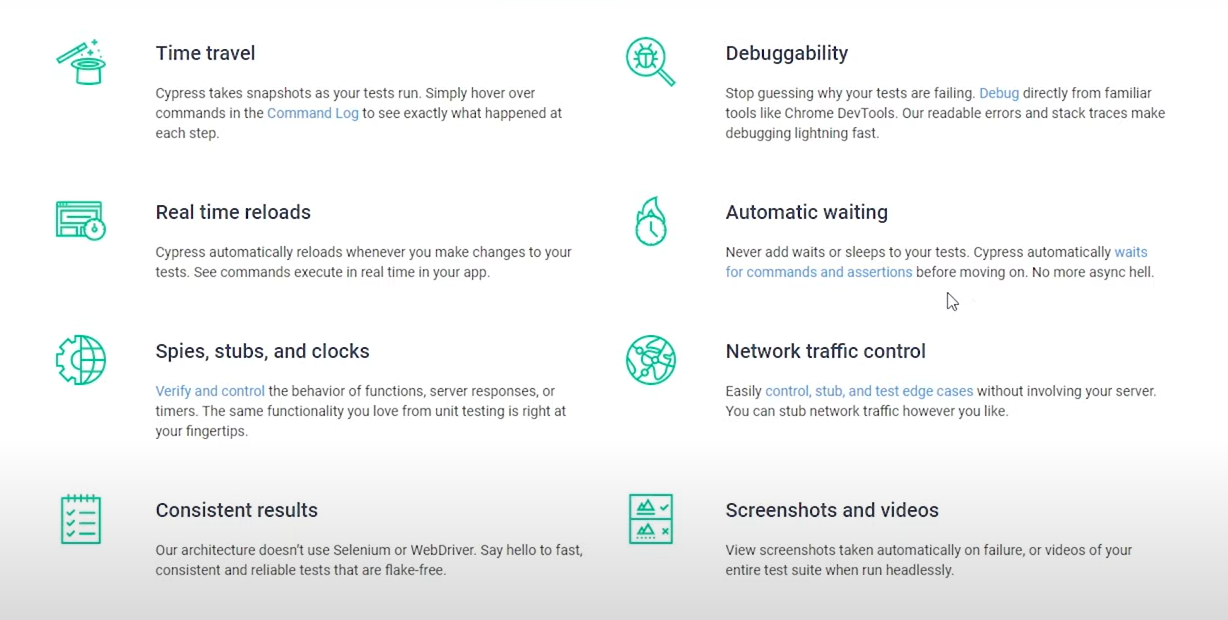 Time travel
Cypress takes snapshots as your tests run. Simply hover over
commands in the Command Log to see exactly what happened at
each step.
Debuggability
Stop guessing why your tests are failing. Debug directly from familiar
tools like Chrome DevTools. Our readable errors and stack traces make
debugging lightning fast.
Real time reloads
Cypress automatically reloads whenever you make changes to your
tests. See commands execute in real time in your app.
Automatic waiting
Never add waits or sleeps to your tests. Cypress automatically waits
for commands and assertions before moving on. No more async hell.
Spies, stubs, and clocks
Verify and control the behavior of functions, server responses, or
timers. The same functionality you love from unit testing is right at
your fingertips.
Network traffic control
Easily control, stub, and test edge cases without involving your server.
You can stub network traffic however you like.
Consistent results
Our architecture doesn’t use Selenium or WebDriver. Say hello to fast,
consistent and reliable tests that are flake-free.
Screenshots and videos
View screenshots taken automatically on failure, or videos of your
entire test suite when run headlessly.